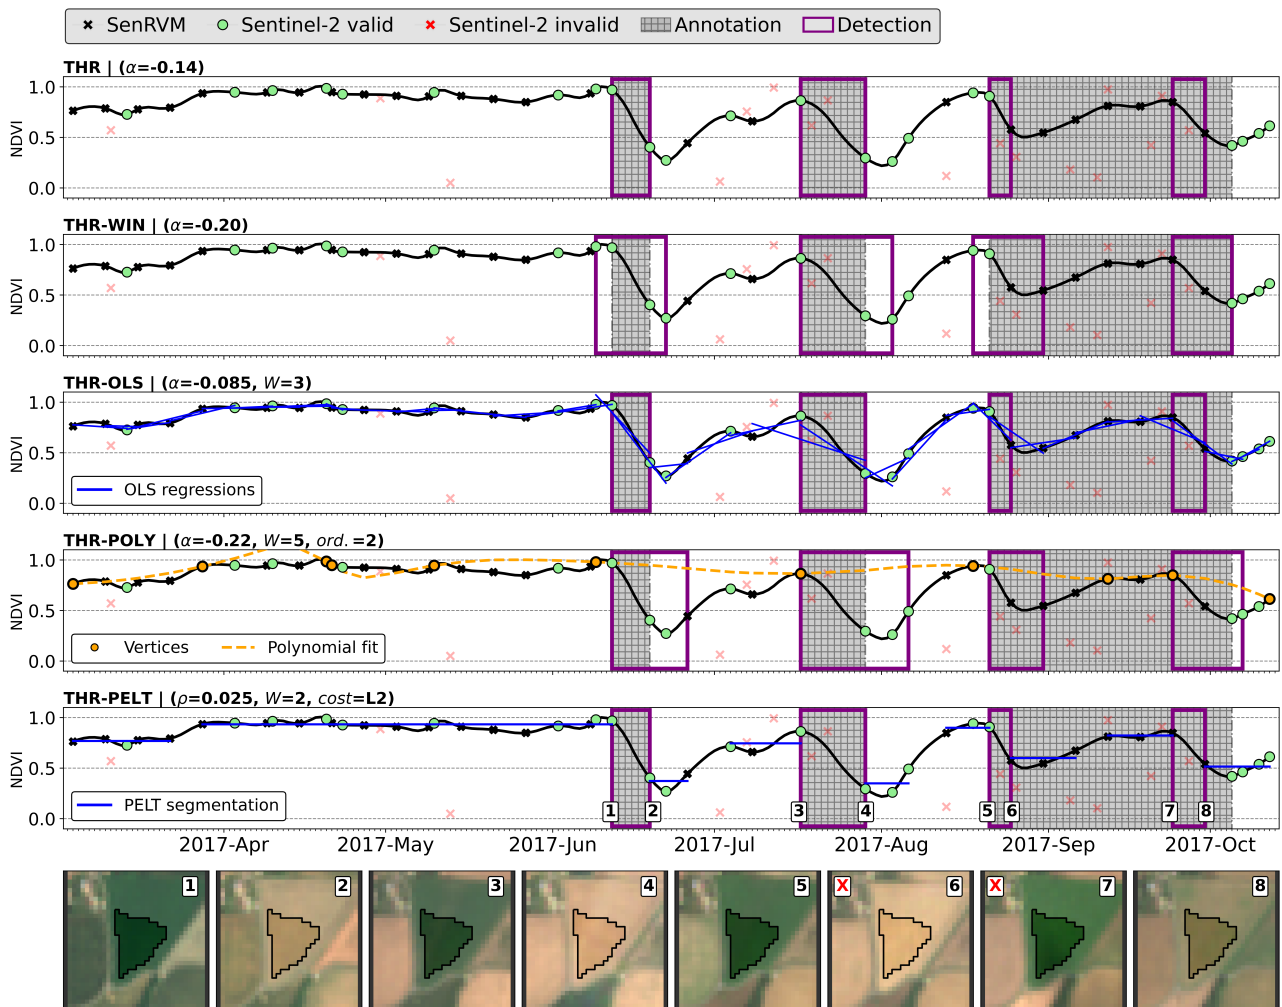 SenRVM Sentinel-2 valid Sentinel-2 invalid Annotation Detection
THR | (α=-0.14)
NDVI
1.0
0.5
0.0
THR-WIN | (α=-0.20)
NDVI
1.0
0.5
0.0
THR-OLS | (α=-0.085, W=3)
NDVI
1.0
0.5
0.0
OLS regressions
THR-POLY | (α=-0.22, W=5, ord.=2)
NDVI
1.0
0.5
0.0
Vertices Polynomial fit
THR-PELT | (ρ=0.025, W=2, cost=L2)
NDVI
1.0
0.5
0.0
PELT segmentation
1 2 3 4 5 6 7 8
2017-Apr 2017-May 2017-Jun 2017-Jul 2017-Aug 2017-Sep 2017-Oct
1 2 3 4 5 X 6 X 7 8